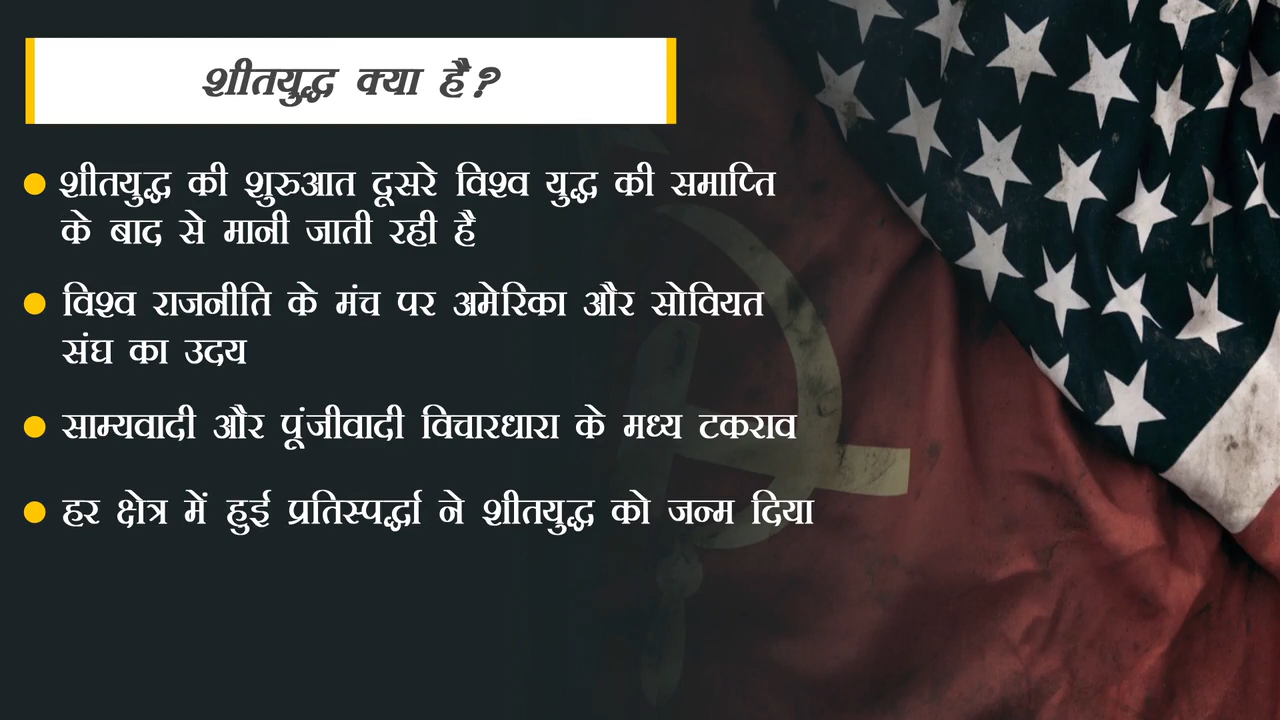 शीतयुद्ध क्या है?
शीतयुद्ध की शुरुआत दूसरे विश्व युद्ध की समाप्ति
के बाद से मानी जाती रही है
विश्व राजनीति के मंच पर अमेरिका और सोवियत
संघ का उदय
साम्यवादी और पूंजीवादी विचारधारा के मध्य टकराव
हर क्षेत्र में हुई प्रतिस्पर्द्धा ने शीतयुद्ध को जन्म दिया